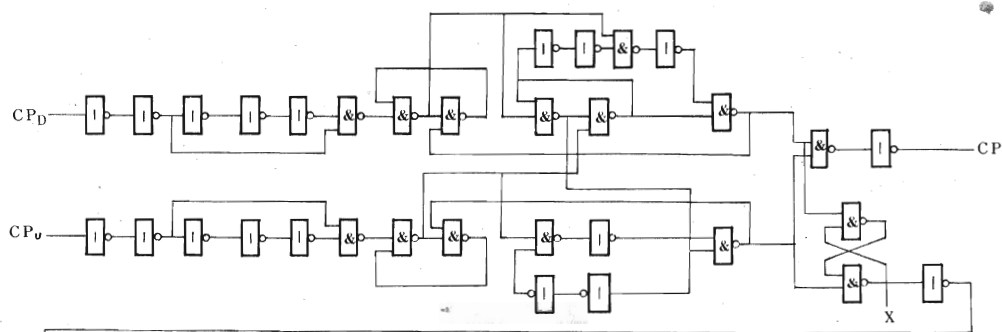 | | & |
CP_D | | | | | & & & & & & CP
& |
CP_U | | | | | & & & & | & &
| | & |
X